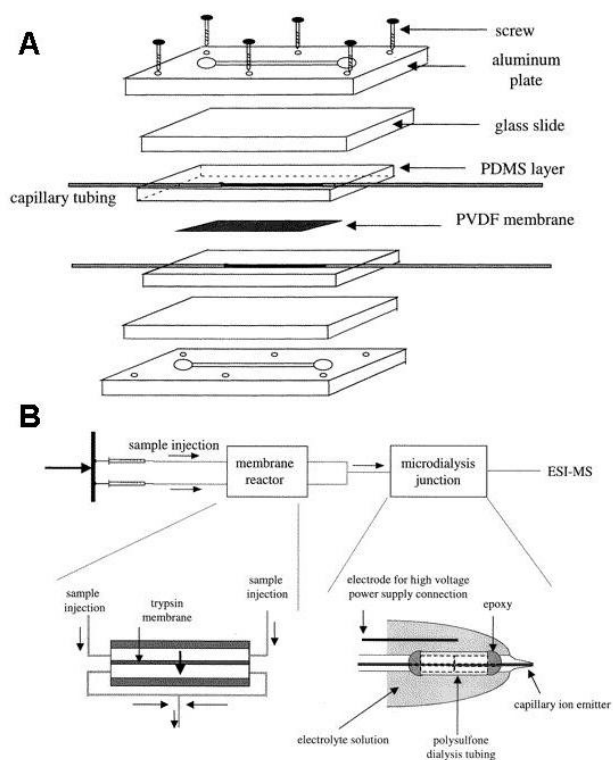 A
screw
aluminum
plate
glass slide
PDMS layer
capillary tubing
PVDF membrane
B
sample injection
membrane
reactor
microdialysis
junction
ESI-MS
sample
injection
trypsin
membrane
sample
injection
electrode for high voltage
power supply connection
epoxy
capillary ion emitter
electrolyte solution
polysulfone
dialysis tubing